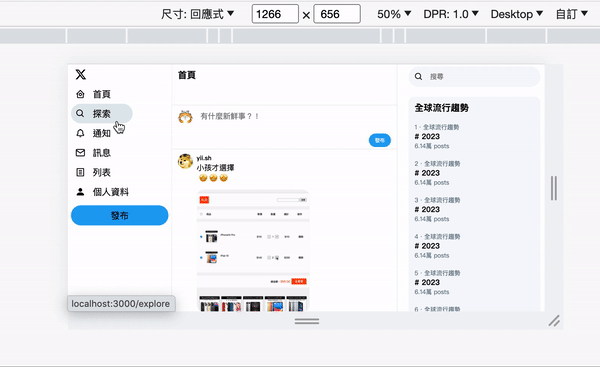 尺寸: 回應式 ▼ 1266 × 656 50% ▼ DPR: 1.0 ▼ Desktop ▼ 自訂 ▼
首頁
探索
通知
訊息
列表
個人資料
發布
localhost:3000/explore
首頁
有什麼新鮮事？！
發布
yii.sh
小孩才選擇
🤩🤩🤩
搜尋
全球流行趨勢
1 · 全球流行趨勢
# 2023
6.14萬 posts
2 · 全球流行趨勢
# 2023
6.14萬 posts
3 · 全球流行趨勢
# 2023
6.14萬 posts
4 · 全球流行趨勢
# 2023
6.14萬 posts
5 · 全球流行趨勢
# 2023
6.14萬 posts
6 · 全球流行趨勢